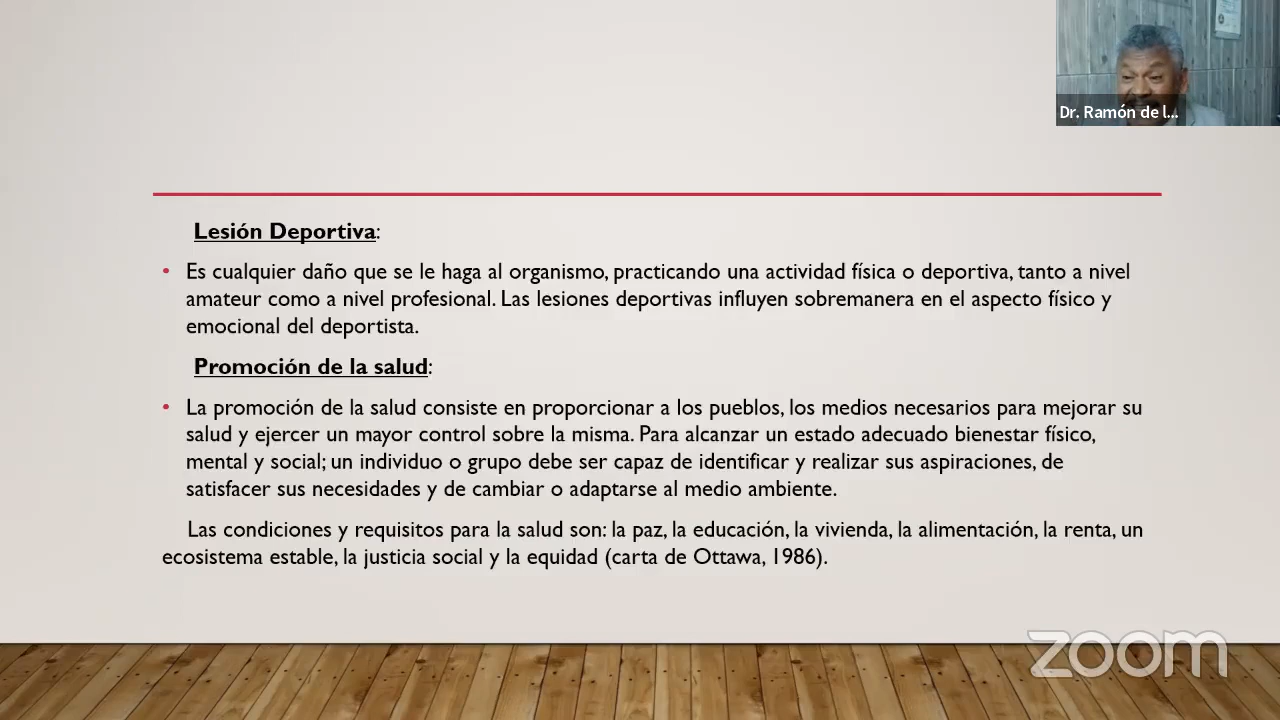 Dr. Ramón de l...
Lesión Deportiva:
• Es cualquier daño que se le haga al organismo, practicando una actividad física o deportiva, tanto a nivel
amateur como a nivel profesional. Las lesiones deportivas influyen sobremanera en el aspecto físico y
emocional del deportista.
Promoción de la salud:
• La promoción de la salud consiste en proporcionar a los pueblos, los medios necesarios para mejorar su
salud y ejercer un mayor control sobre la misma. Para alcanzar un estado adecuado bienestar físico,
mental y social; un individuo o grupo debe ser capaz de identificar y realizar sus aspiraciones, de
satisfacer sus necesidades y de cambiar o adaptarse al medio ambiente.
Las condiciones y requisitos para la salud son: la paz, la educación, la vivienda, la alimentación, la renta, un
ecosistema estable, la justicia social y la equidad (carta de Ottawa, 1986).
zoom